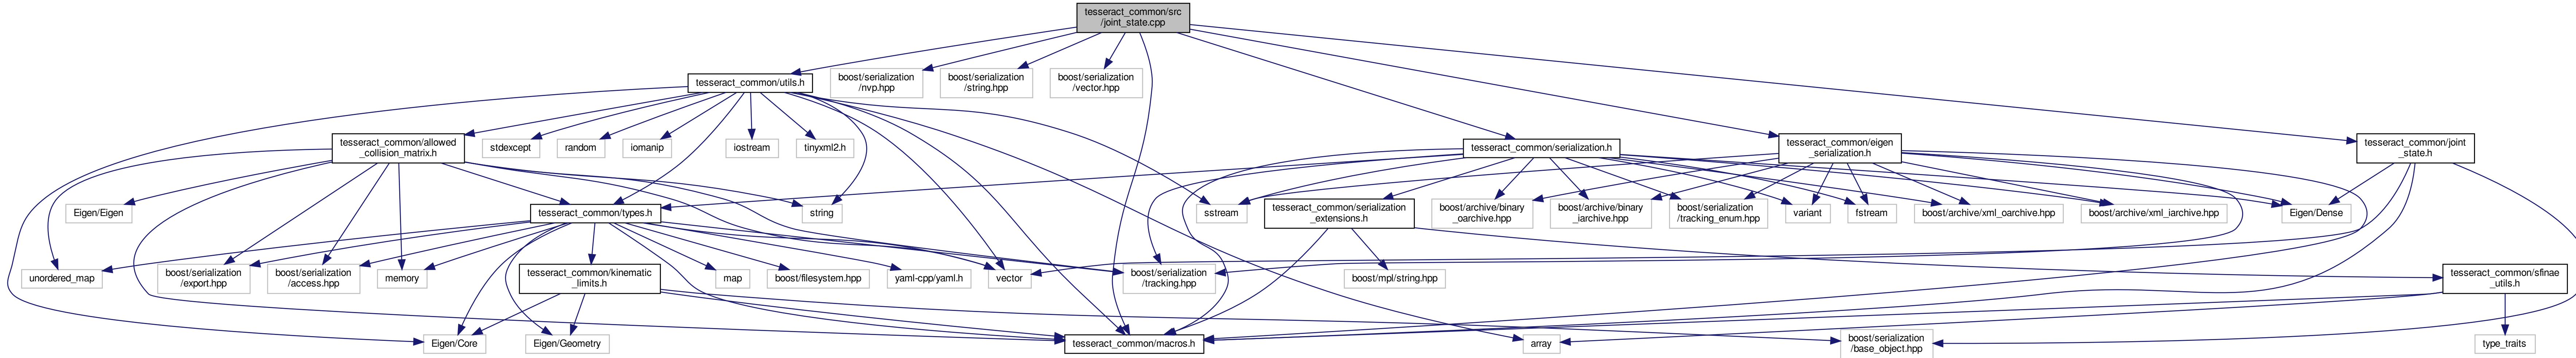 tesseract_common/src
/joint_state.cpp
tesseract_common/utils.h
boost/serialization
/nvp.hpp
boost/serialization
/string.hpp
boost/serialization
/vector.hpp
tesseract_common/allowed
_collision_matrix.h
stdexcept
random
iomanip
iostream
tinyxml2.h
tesseract_common/serialization.h
tesseract_common/eigen
_serialization.h
tesseract_common/joint
_state.h
Eigen/Eigen
tesseract_common/types.h
string
sstream
tesseract_common/serialization
_extensions.h
boost/archive/binary
_oarchive.hpp
boost/archive/binary
_iarchive.hpp
boost/serialization
/tracking_enum.hpp
variant
fstream
boost/archive/xml_oarchive.hpp
boost/archive/xml_iarchive.hpp
Eigen/Dense
unordered_map
boost/serialization
/export.hpp
boost/serialization
/access.hpp
memory
tesseract_common/kinematic
_limits.h
map
boost/filesystem.hpp
yaml-cpp/yaml.h
vector
boost/serialization
/tracking.hpp
boost/mpl/string.hpp
tesseract_common/sfinae
_utils.h
Eigen/Core
Eigen/Geometry
tesseract_common/macros.h
array
boost/serialization
/base_object.hpp
type_traits